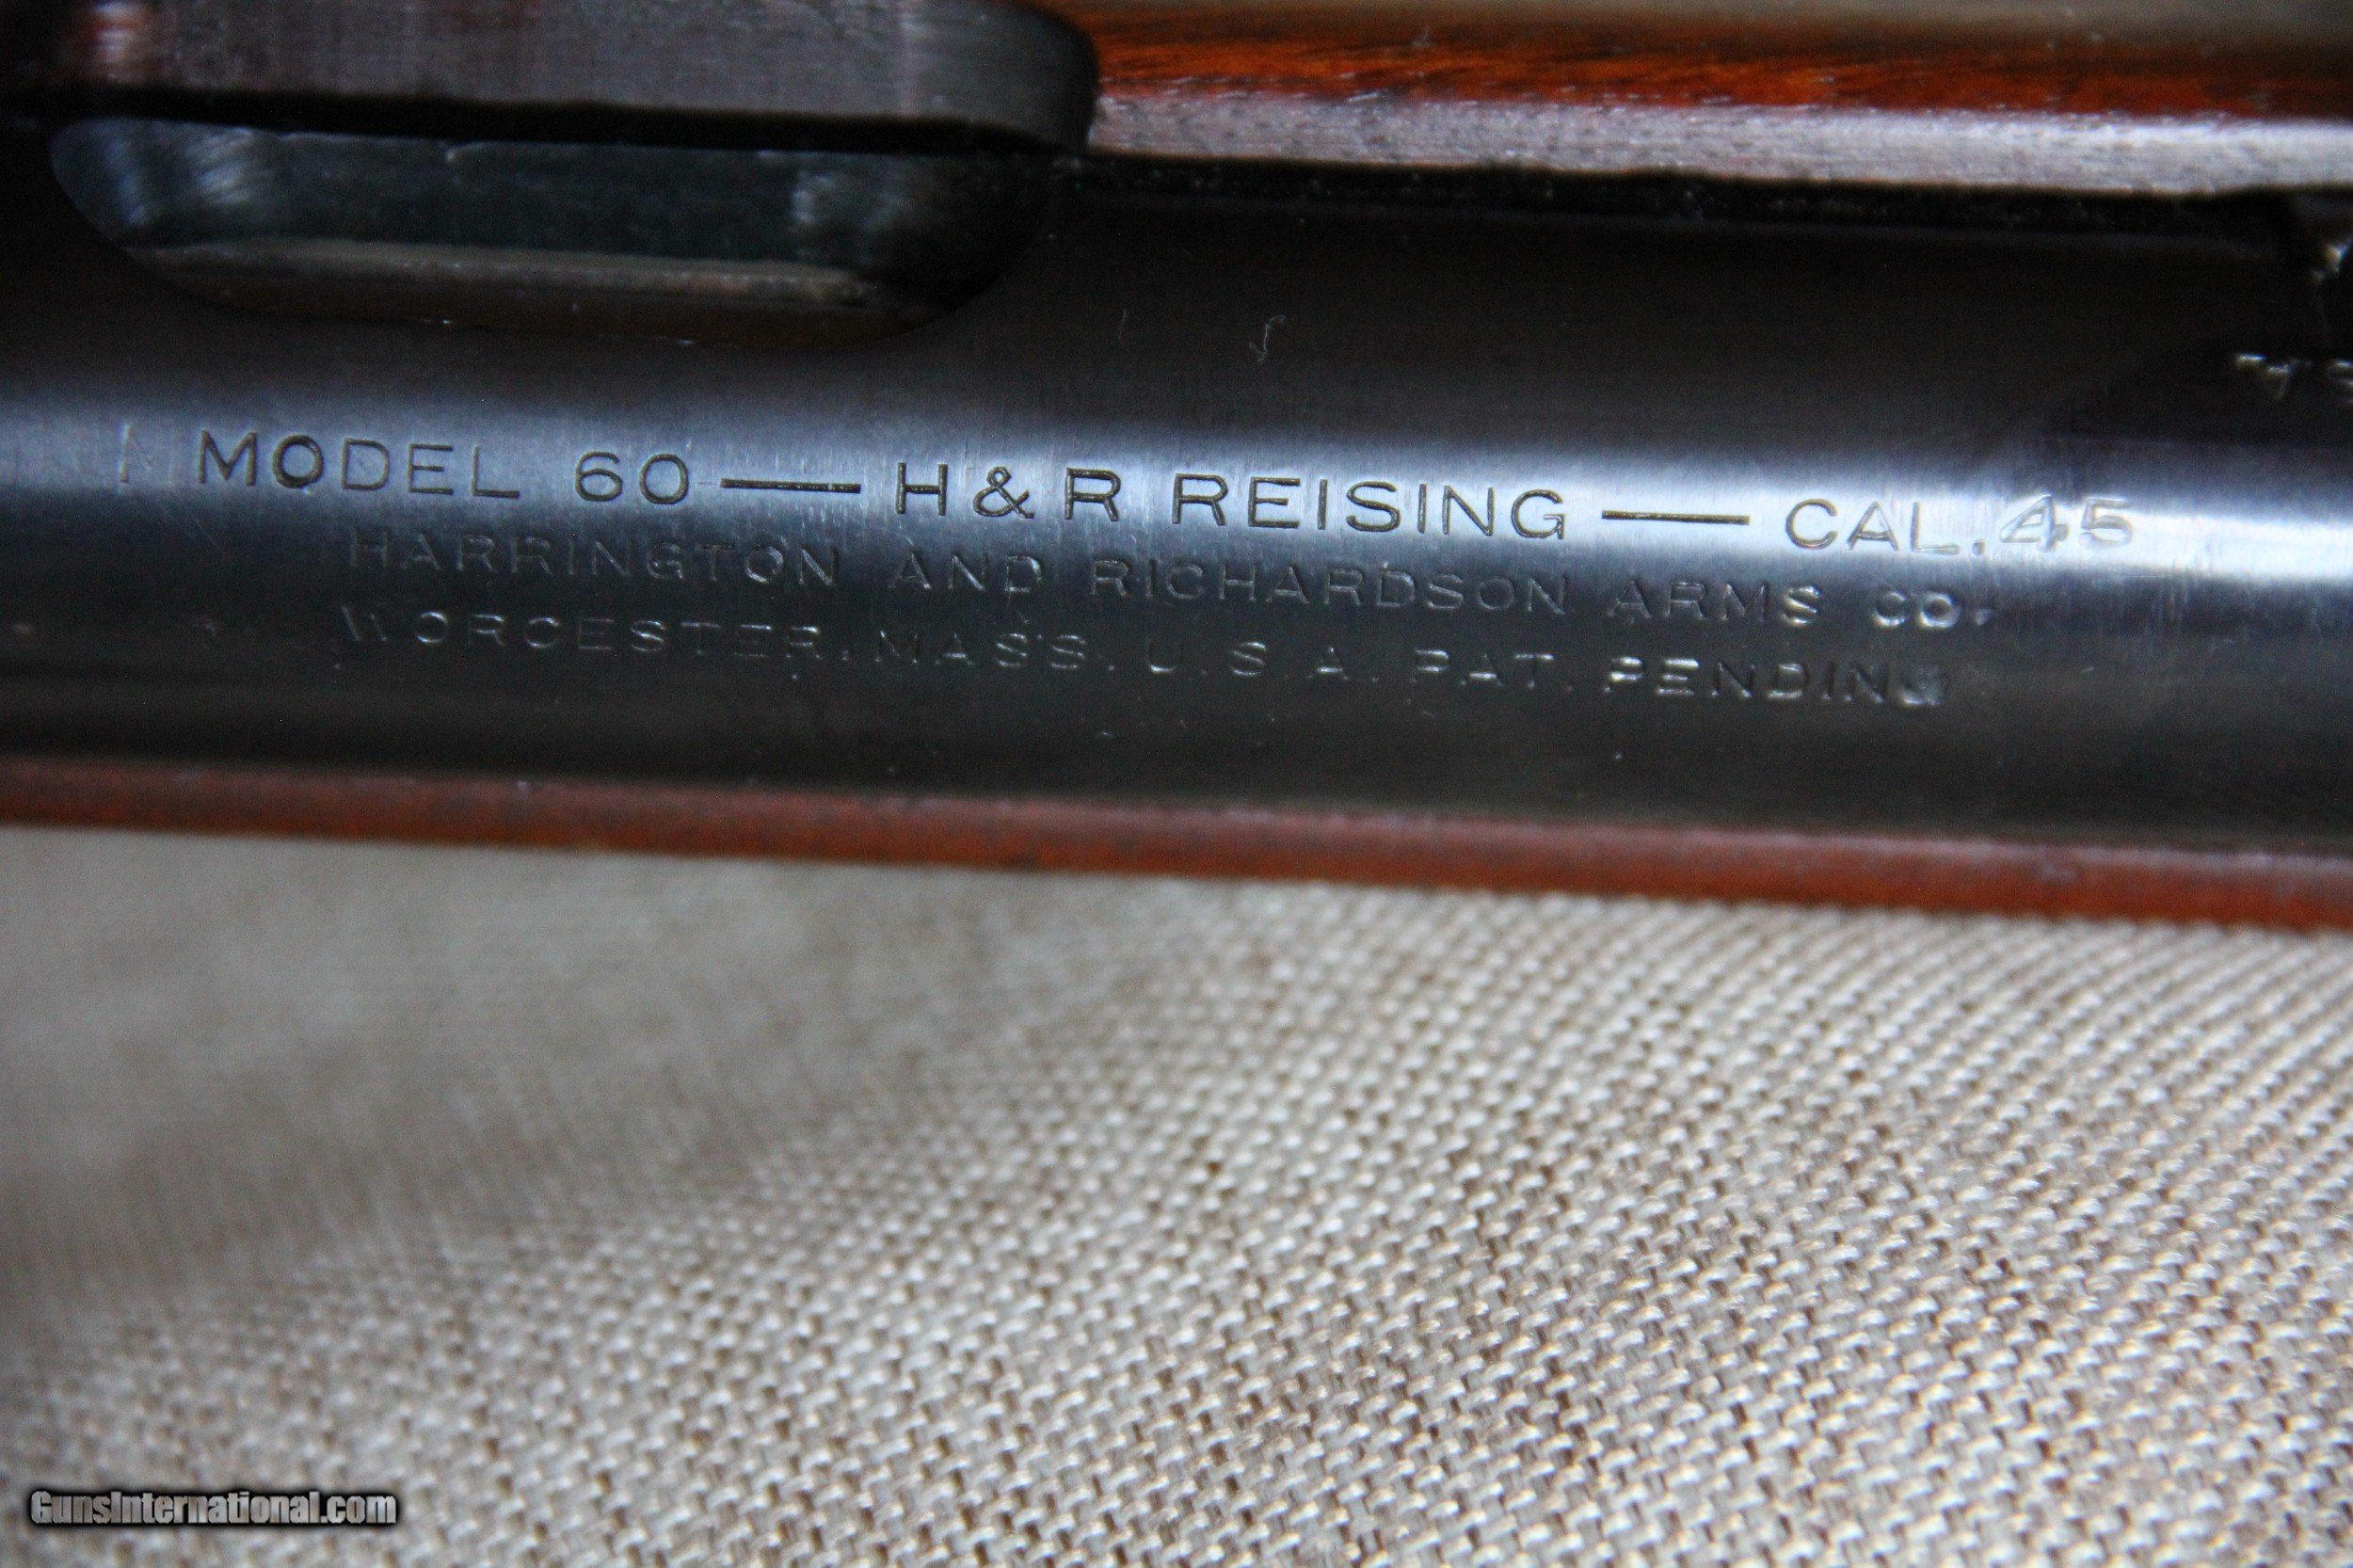 MODEL 60 — H & R REISING — CAL. 45
HARRINGTON AND RICHARDSON ARMS CO.
WORCESTER, MASS. U.S.A. PAT. PENDING
GunsInternational.com